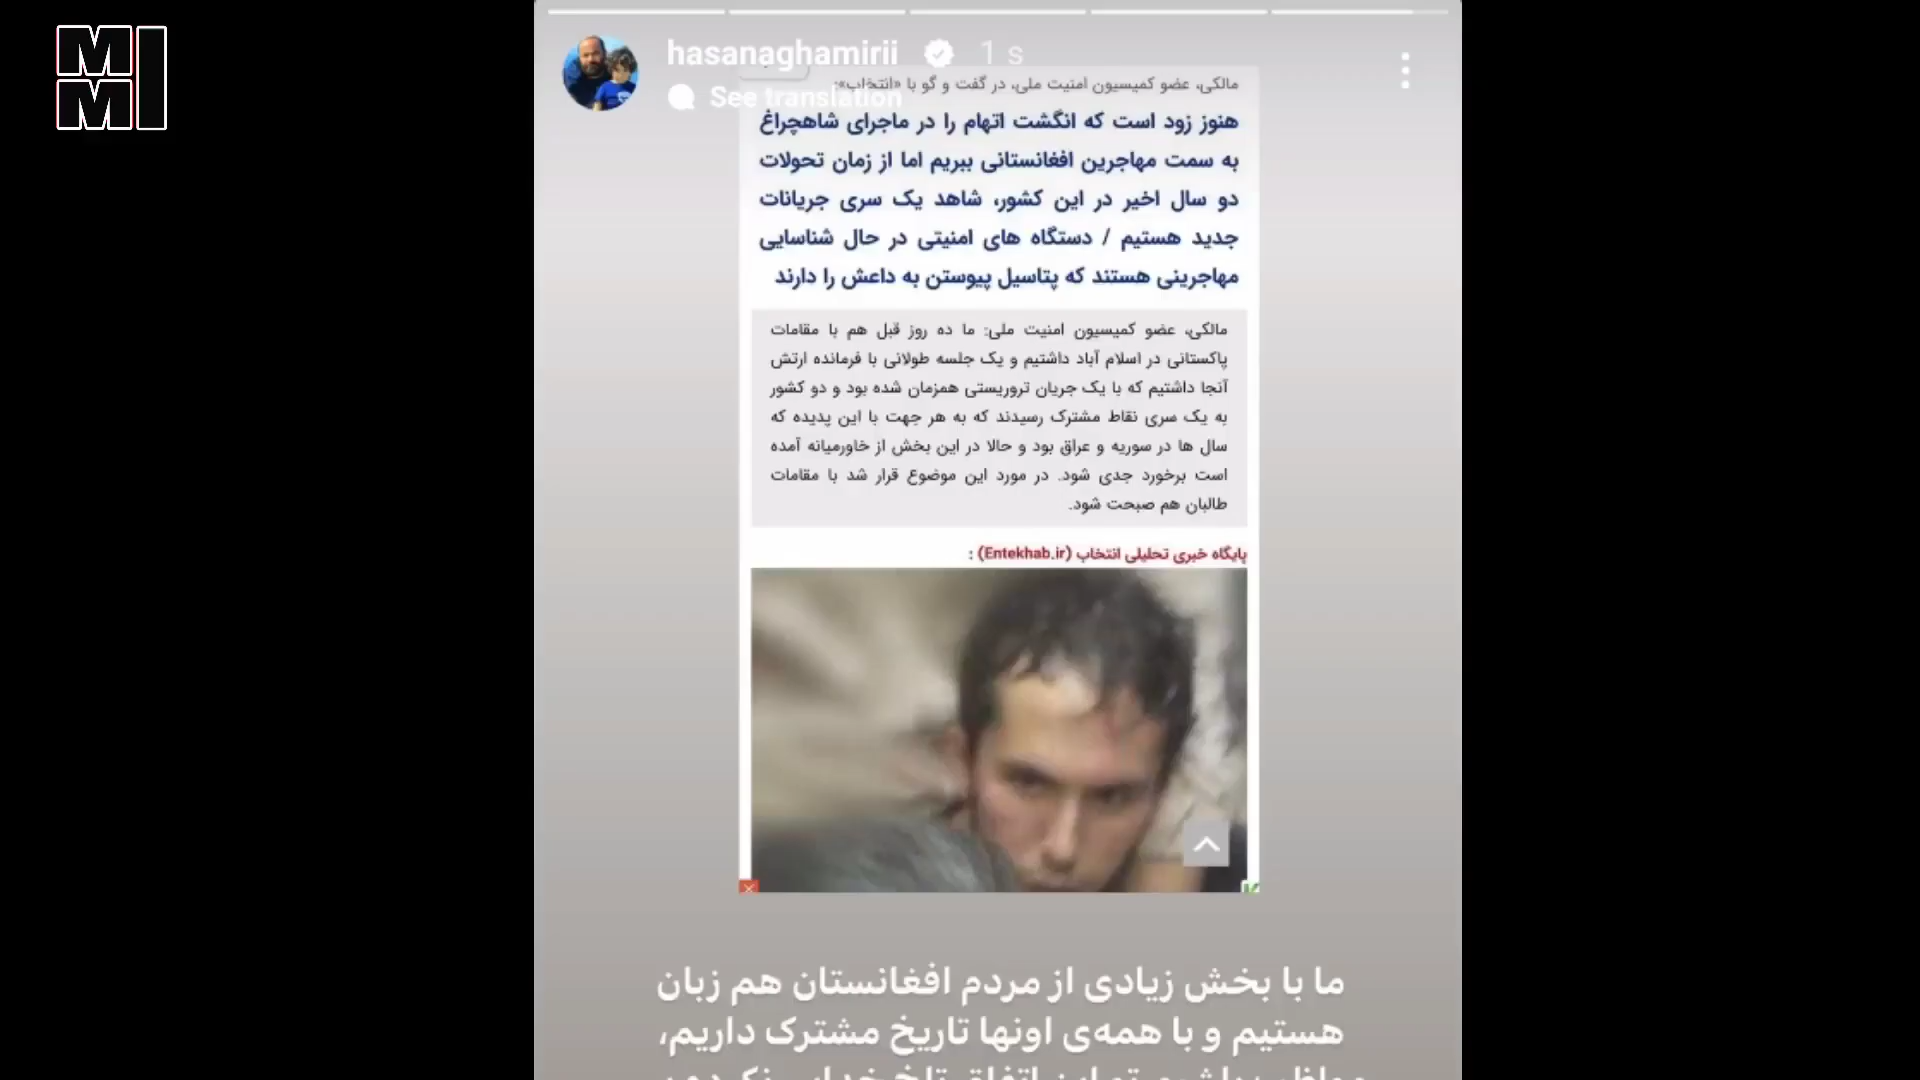 MMI
hasanaghamirii 1 s
See translation
مالکی، عضو کمیسیون امنیت ملی، در گفت و گو با «انتخاب»:
هنوز زود است که انگشت اتهام را در ماجرای شاهچراغ
به سمت مهاجرین افغانستانی ببریم اما از زمان تحولات
دو سال اخیر در این کشور، شاهد یک سری جریانات
جدید هستیم / دستگاه های امنیتی در حال شناسایی
مهاجرینی هستند که پتاسیل پیوستن به داعش را دارند
مالکی، عضو کمیسیون امنیت ملی: ما ده روز قبل هم با مقامات
پاکستانی در اسلام آباد داشتیم و یک جلسه طولانی با فرمانده ارتش
آنجا داشتیم که با یک جریان تروریستی همزمان شده بود و دو کشور
به یک سری نقاط مشترک رسیدند که به هر جهت با این پدیده که
سال ها در سوریه و عراق بود و حالا در این بخش از خاورمیانه آمده
است برخورد جدی شود. در مورد این موضوع قرار شد با مقامات
طالبان هم صبحت شود.
پایگاه خبری تحلیلی انتخاب (Entekhab.ir) :
ما با بخش زیادی از مردم افغانستان هم زبان
هستیم و با همه‌ی اونها تاریخ مشترک داریم،